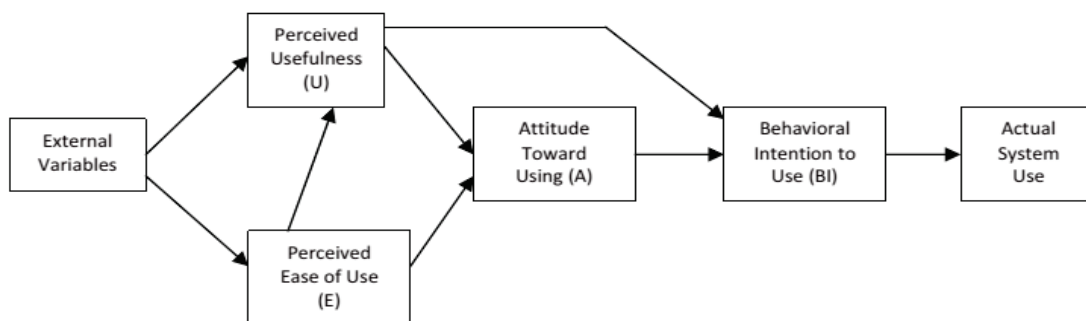 External
Variables
Perceived
Usefulness
(U)
Perceived
Ease of Use
(E)
Attitude
Toward
Using (A)
Behavioral
Intention to
Use (BI)
Actual
System
Use